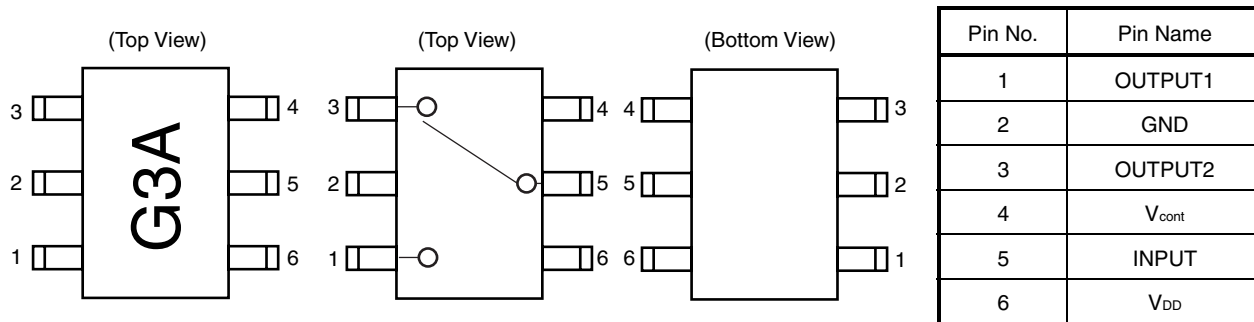 (Top View)
3
4
2
5
1
6
G3A
(Top View)
3
4
2
5
1
6
(Bottom View)
4
3
5
2
6
1
Pin No. Pin Name
1 OUTPUT1
2 GND
3 OUTPUT2
4 Vcont
5 INPUT
6 VDD